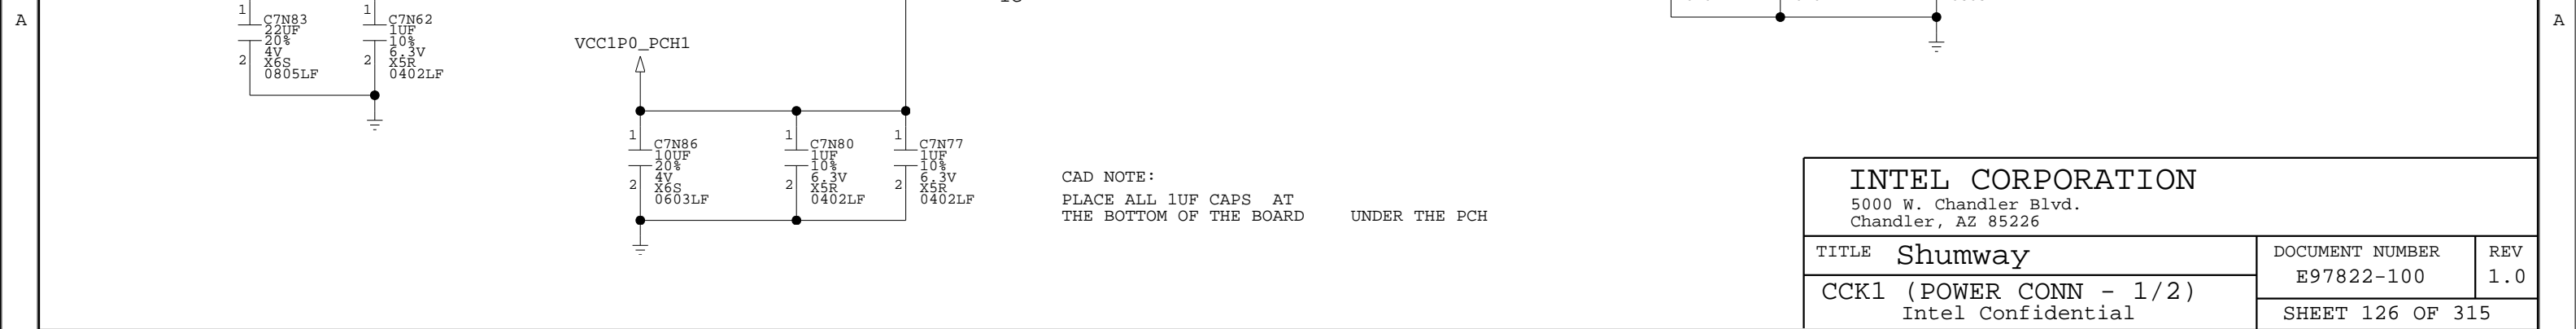 A
1
C7N83
22UF
20%
4V
X6S
0805LF
2
1
C7N62
1UF
10%
6.3V
X5R
0402LF
2
VCC1P0_PCH1
1
C7N86
10UF
20%
4V
X6S
0603LF
2
1
C7N80
1UF
10%
6.3V
X5R
0402LF
2
1
C7N77
1UF
10%
6.3V
X5R
0402LF
2
CAD NOTE:
PLACE ALL 1UF CAPS AT
THE BOTTOM OF THE BOARD UNDER THE PCH
A
INTEL CORPORATION
5000 W. Chandler Blvd.
Chandler, AZ 85226
TITLE Shumway
DOCUMENT NUMBER
E97822-100
REV
1.0
CCK1 (POWER CONN - 1/2)
Intel Confidential
SHEET 126 OF 315